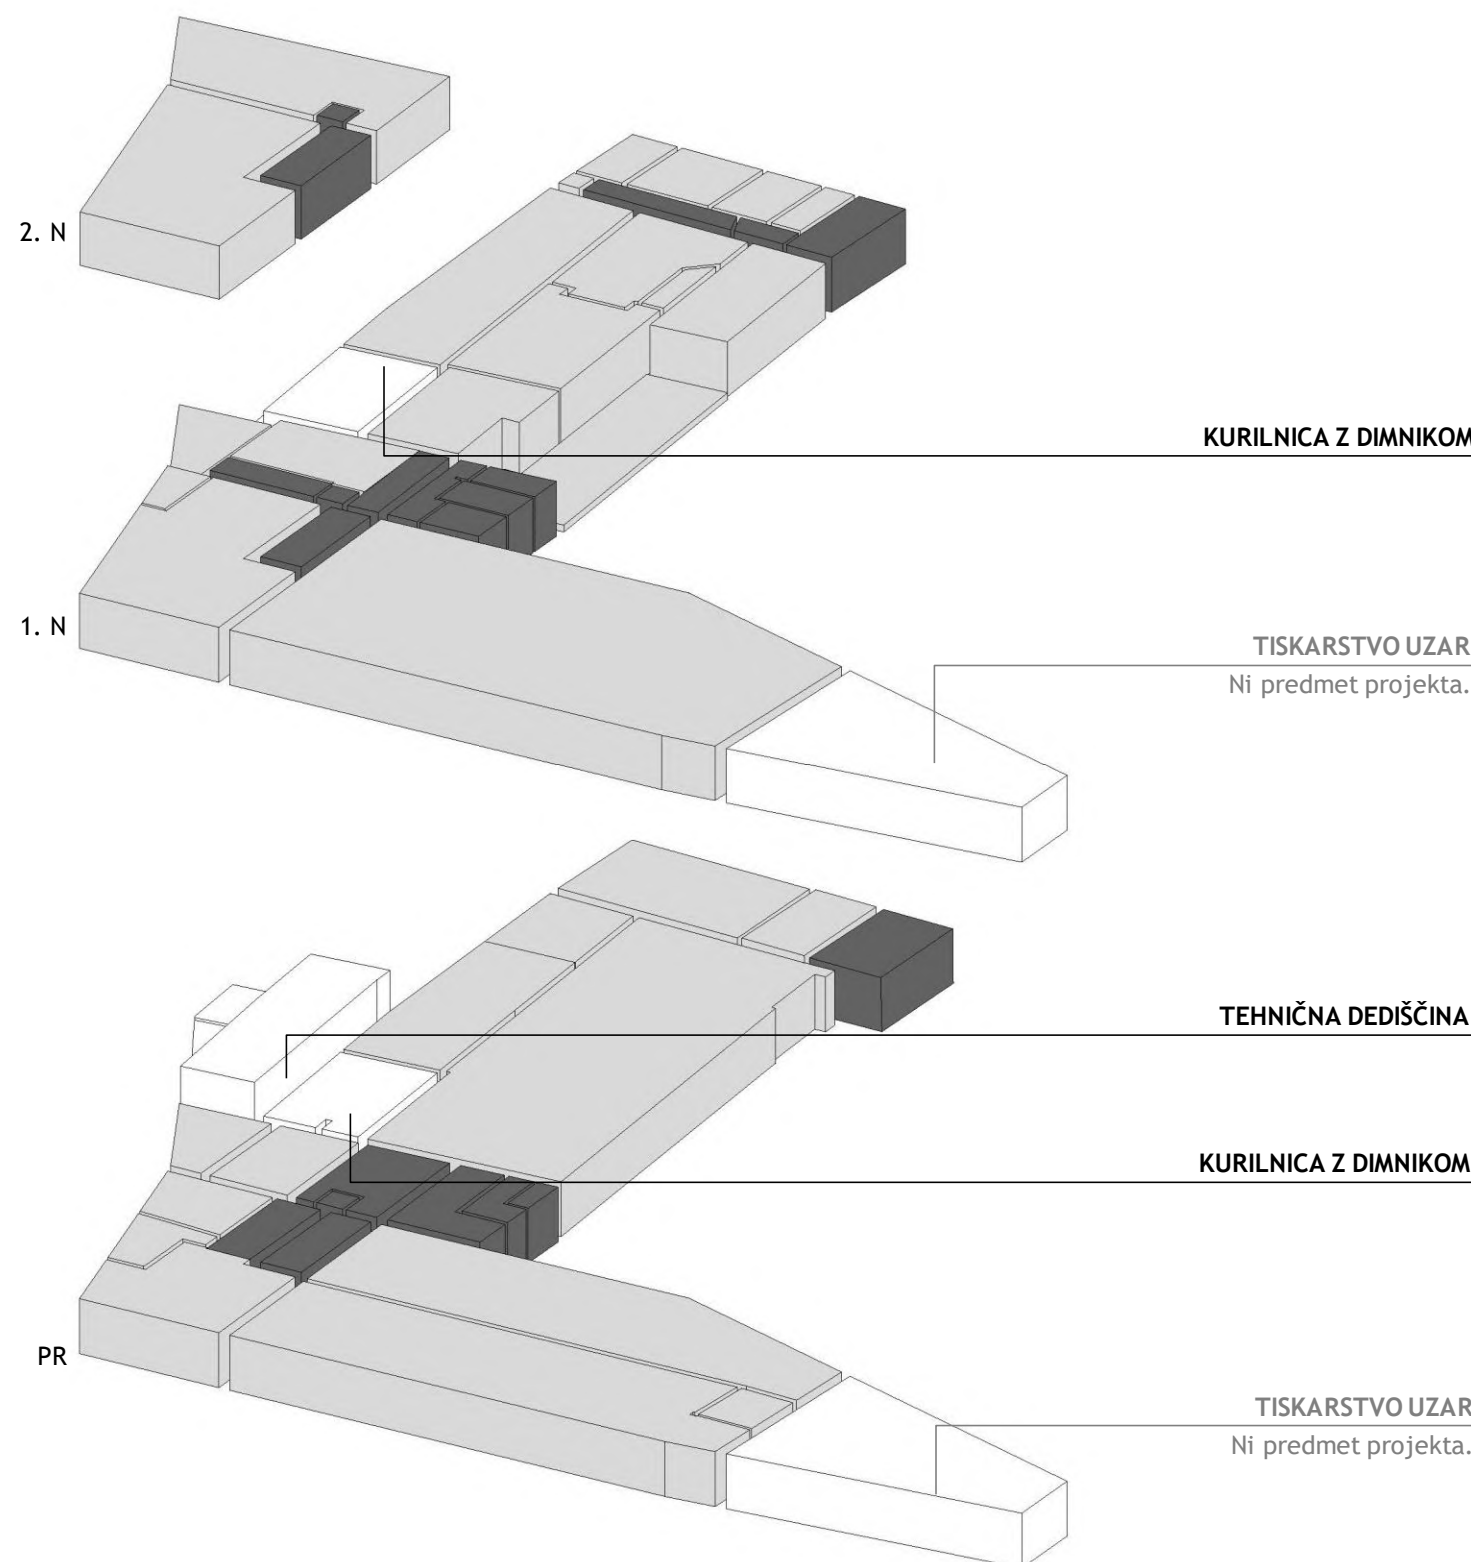 2. N
KURILNICA Z DIMNIKOM
1. N
TISKARSTVO UZAR
Ni predmet projekta.
TEHNIČNA DEDIŠČINA
KURILNICA Z DIMNIKOM
PR
TISKARSTVO UZAR
Ni predmet projekta.